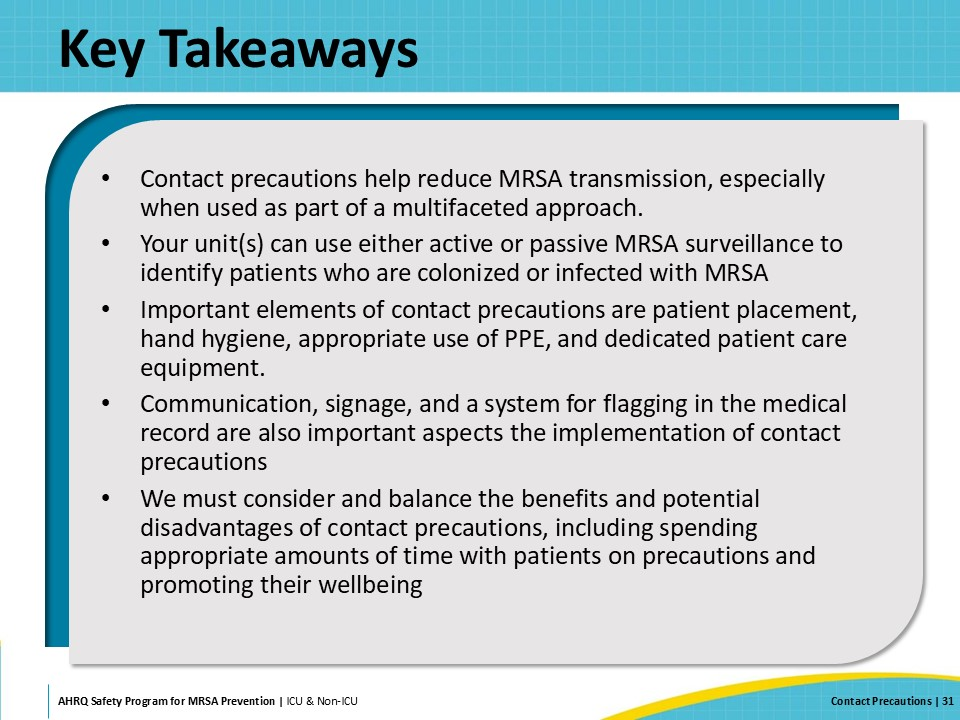 Key Takeaways
• Contact precautions help reduce MRSA transmission, especially
when used as part of a multifaceted approach.
• Your unit(s) can use either active or passive MRSA surveillance to
identify patients who are colonized or infected with MRSA
• Important elements of contact precautions are patient placement,
hand hygiene, appropriate use of PPE, and dedicated patient care
equipment.
• Communication, signage, and a system for flagging in the medical
record are also important aspects the implementation of contact
precautions
• We must consider and balance the benefits and potential
disadvantages of contact precautions, including spending
appropriate amounts of time with patients on precautions and
promoting their wellbeing
AHRQ Safety Program for MRSA Prevention | ICU & Non-ICU
Contact Precautions | 31